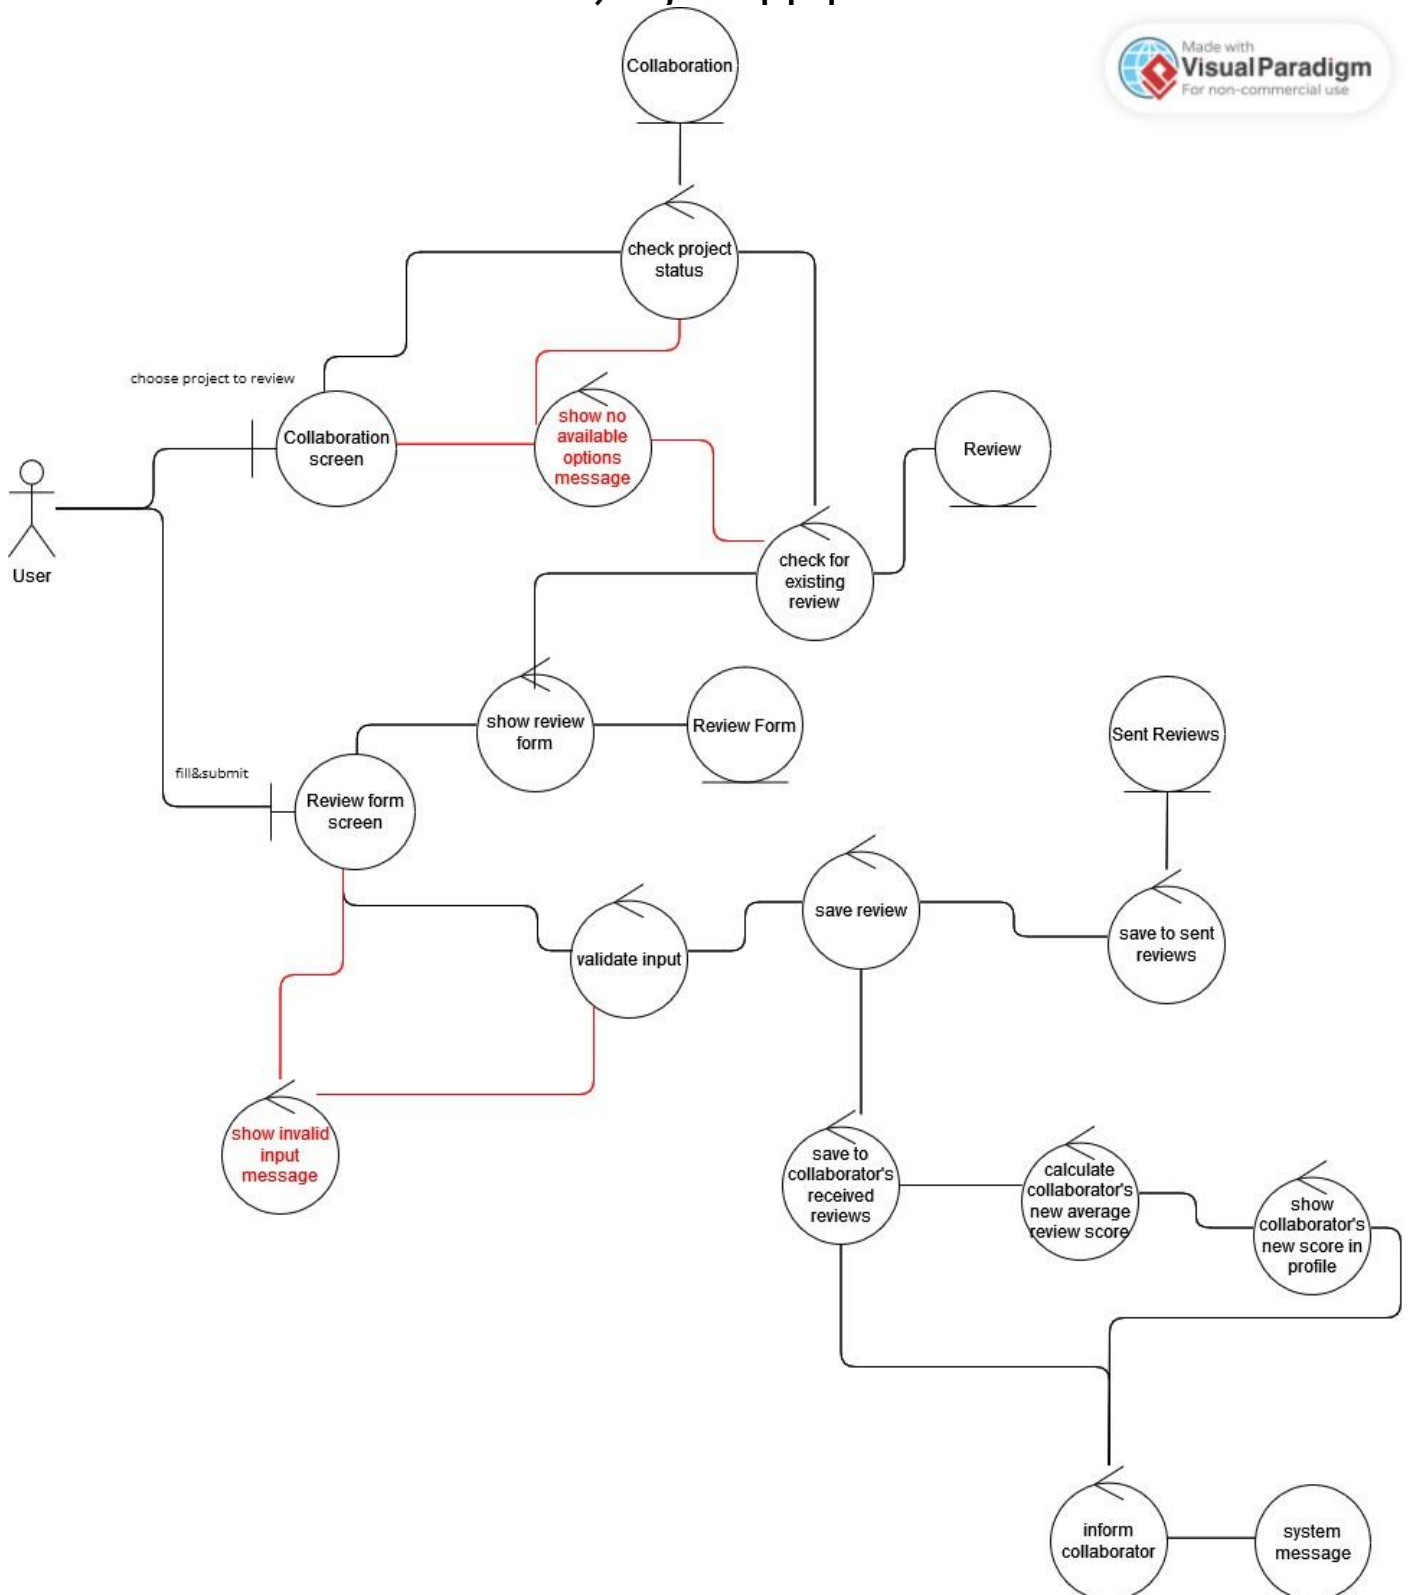 Collaboration
Made with
Visual Paradigm
For non-commercial use
check project
status
choose project to review
Collaboration
screen
show no
available
options
message
Review
User
check for
existing
review
show review
form
Review Form
Sent Reviews
fill&submit
Review form
screen
save review
save to sent
reviews
validate input
show invalid
input
message
save to
collaborator's
received
reviews
calculate
collaborator's
new average
review score
show
collaborator's
new score in
profile
inform
collaborator
system
message